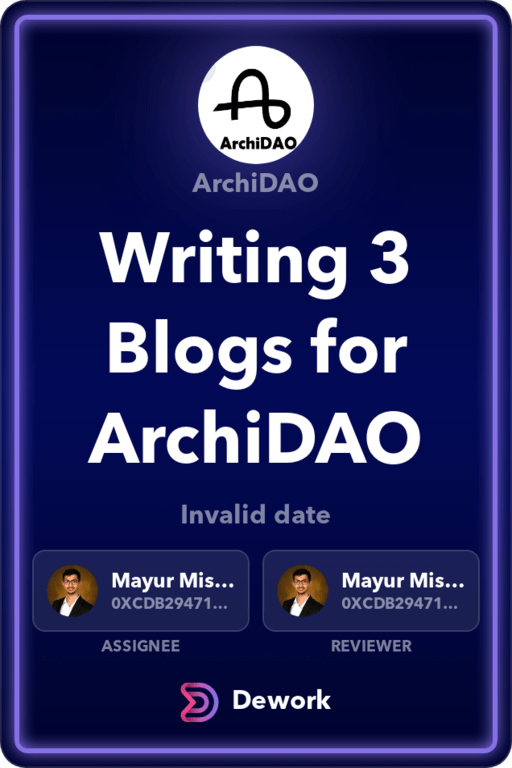 ArchiDAO
ArchiDAO
Writing 3
Blogs for
ArchiDAO
Invalid date
Mayur Mis...
0XCDB29471...
ASSIGNEE
Mayur Mis...
0XCDB29471...
REVIEWER
Dework